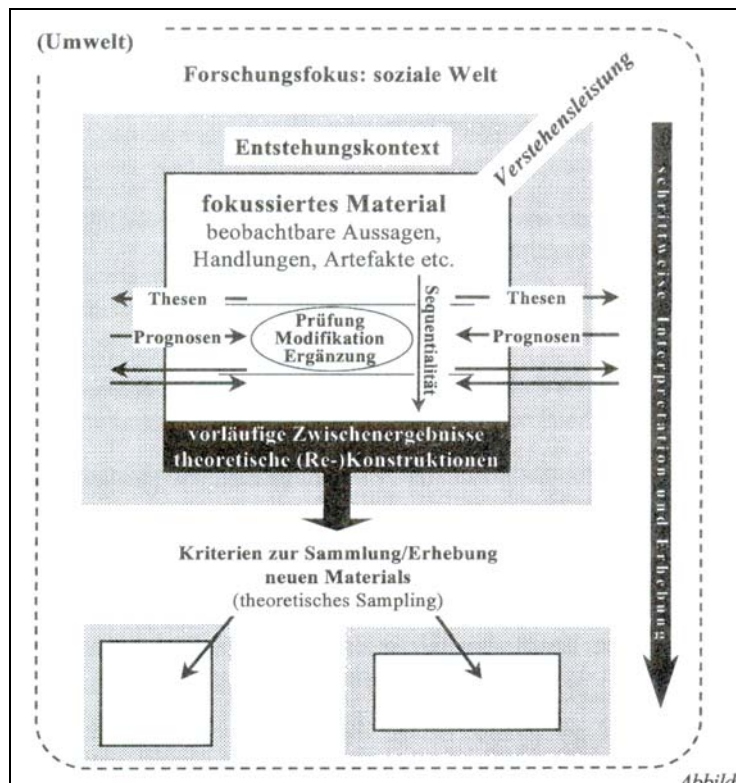 (Umwelt)
Forschungsfokus: soziale Welt
Verstehensleistung
Entstehungskontext
fokussiertes Material
beobachtbare Aussagen,
Handlungen, Artefakte etc.
Sequentialität
Thesen
Thesen
Prüfung
Prognosen
Modifikation
Prognosen
Ergänzung
vorläufige Zwischenergebnisse
theoretische (Re-)Konstruktionen
schrittweise Interpretation und Erhebung
Kriterien zur Sammlung/Erhebung
neuen Materials
(theoretisches Sampling)
Abbild